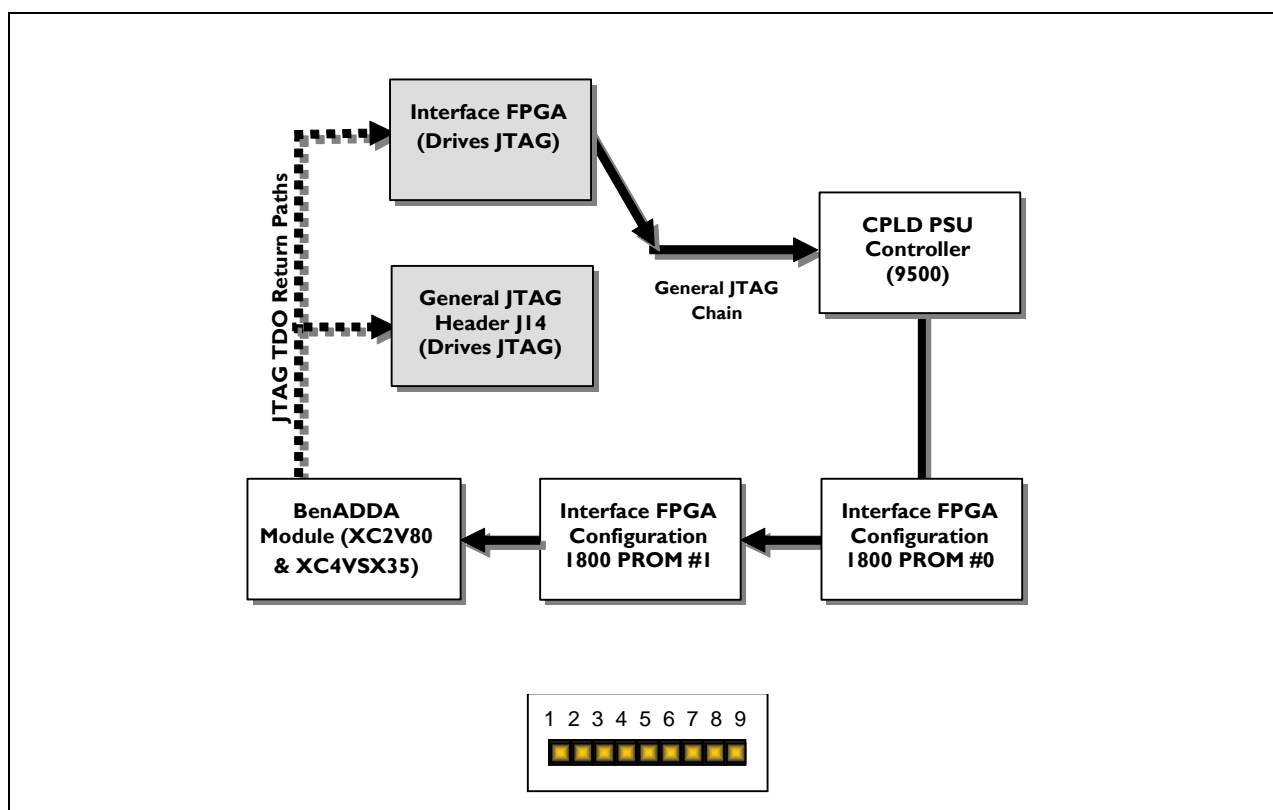 Interface FPGA
(Drives JTAG)
JTAG TDO Return Paths
General JTAG
Header J14
(Drives JTAG)
General JTAG
Chain
CPLD PSU
Controller
(9500)
BenADDA
Module (XC2V80
& XC4VSX35)
Interface FPGA
Configuration
1800 PROM #1
Interface FPGA
Configuration
1800 PROM #0
1 2 3 4 5 6 7 8 9